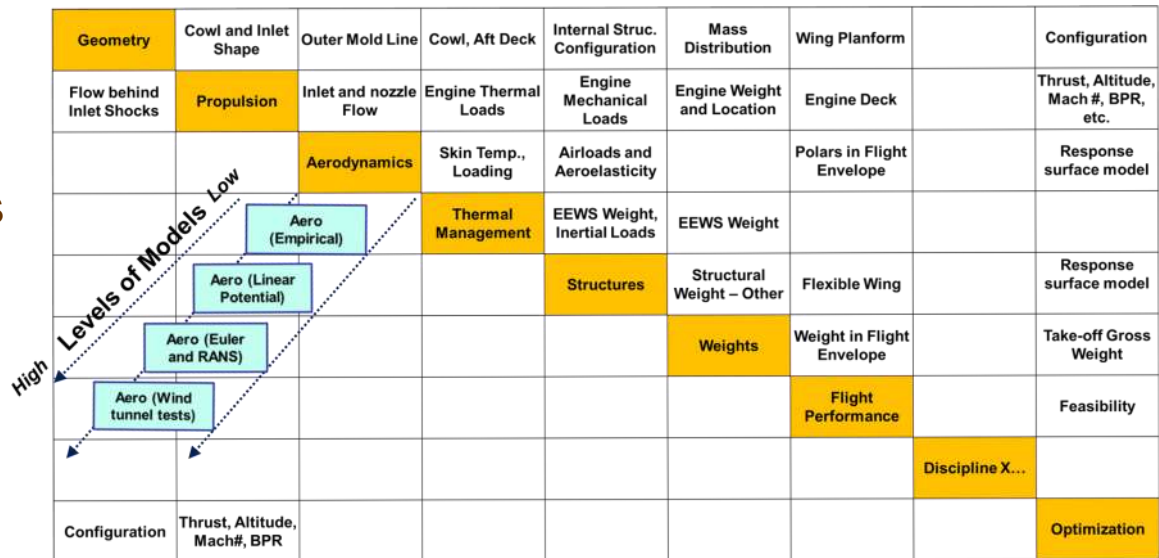 Geometry
Cowl and Inlet
Shape
Outer Mold Line
Cowl, Aft Deck
Internal Struc.
Configuration
Mass
Distribution
Wing Planform
Configuration
Flow behind
Inlet Shocks
Propulsion
Inlet and nozzle
Flow
Engine Thermal
Loads
Engine
Mechanical
Loads
Engine Weight
and Location
Engine Deck
Thrust, Altitude,
Mach #, BPR,
etc.
Aerodynamics
Skin Temp.,
Loading
Airloads and
Aeroelasticity
Polars in Flight
Envelope
Response
surface model
s
High Levels of Models Low
Aero
(Empirical)
Thermal
Management
EEWS Weight,
Inertial Loads
EEWS Weight
Aero (Linear
Potential)
Structures
Structural
Weight – Other
Flexible Wing
Response
surface model
Aero (Euler
and RANS)
Weights
Weight in Flight
Envelope
Take-off Gross
Weight
Aero (Wind
tunnel tests)
Flight
Performance
Feasibility
Discipline X...
Configuration
Thrust, Altitude,
Mach#, BPR
Optimization